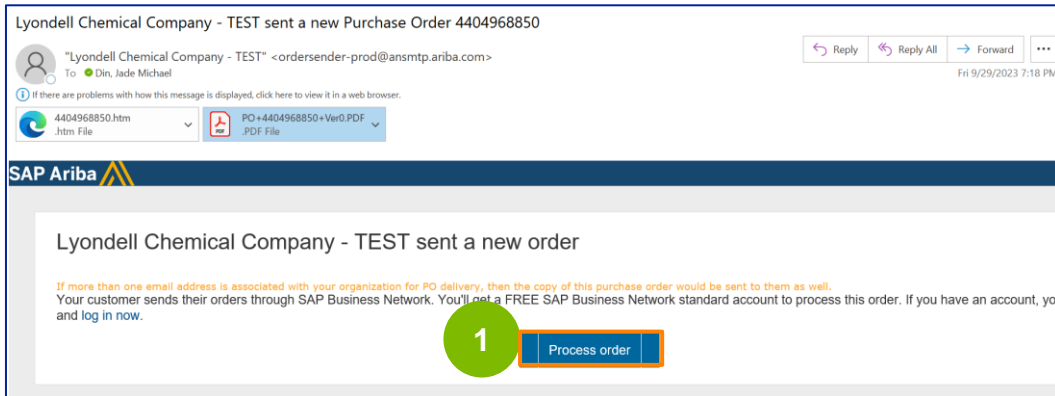 Lyondell Chemical Company - TEST sent a new Purchase Order 4404968850
"Lyondell Chemical Company - TEST" <ordersender-prod@ansmtp.ariba.com>
To Din, Jade Michael
Reply
Reply All
Forward
Fri 9/29/2023 7:18 PM
If there are problems with how this message is displayed, click here to view it in a web browser.
4404968850.htm
.htm File
PDF
PO+4404968850+Ver0.PDF
.PDF File
SAP Ariba
Lyondell Chemical Company - TEST sent a new order
If more than one email address is associated with your organization for PO delivery, then the copy of this purchase order would be sent to them as well.
Your customer sends their orders through SAP Business Network. You'll get a FREE SAP Business Network standard account to process this order. If you have an account, yo
and log in now.
1
Process order